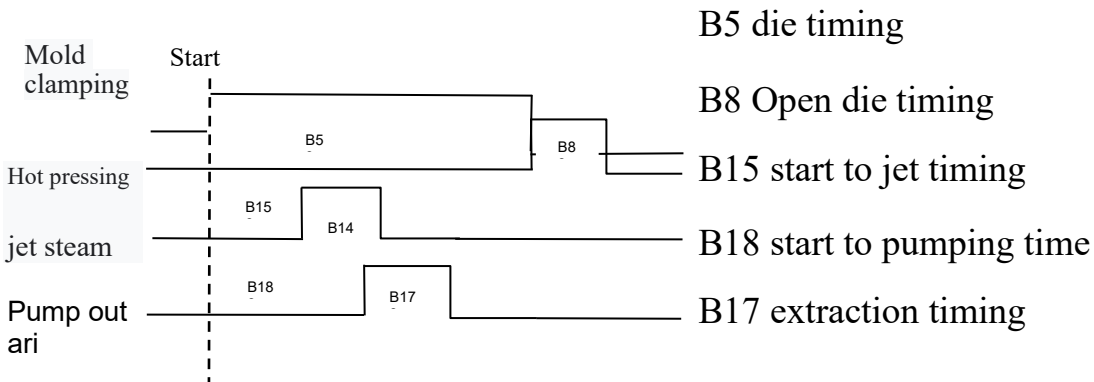 Mold
clamping
Start
B5
B8
Hot pressing
B15
B14
jet steam
B18
B17
Pump out
ari
B5 die timing
B8 Open die timing
B15 start to jet timing
B18 start to pumping time
B17 extraction timing